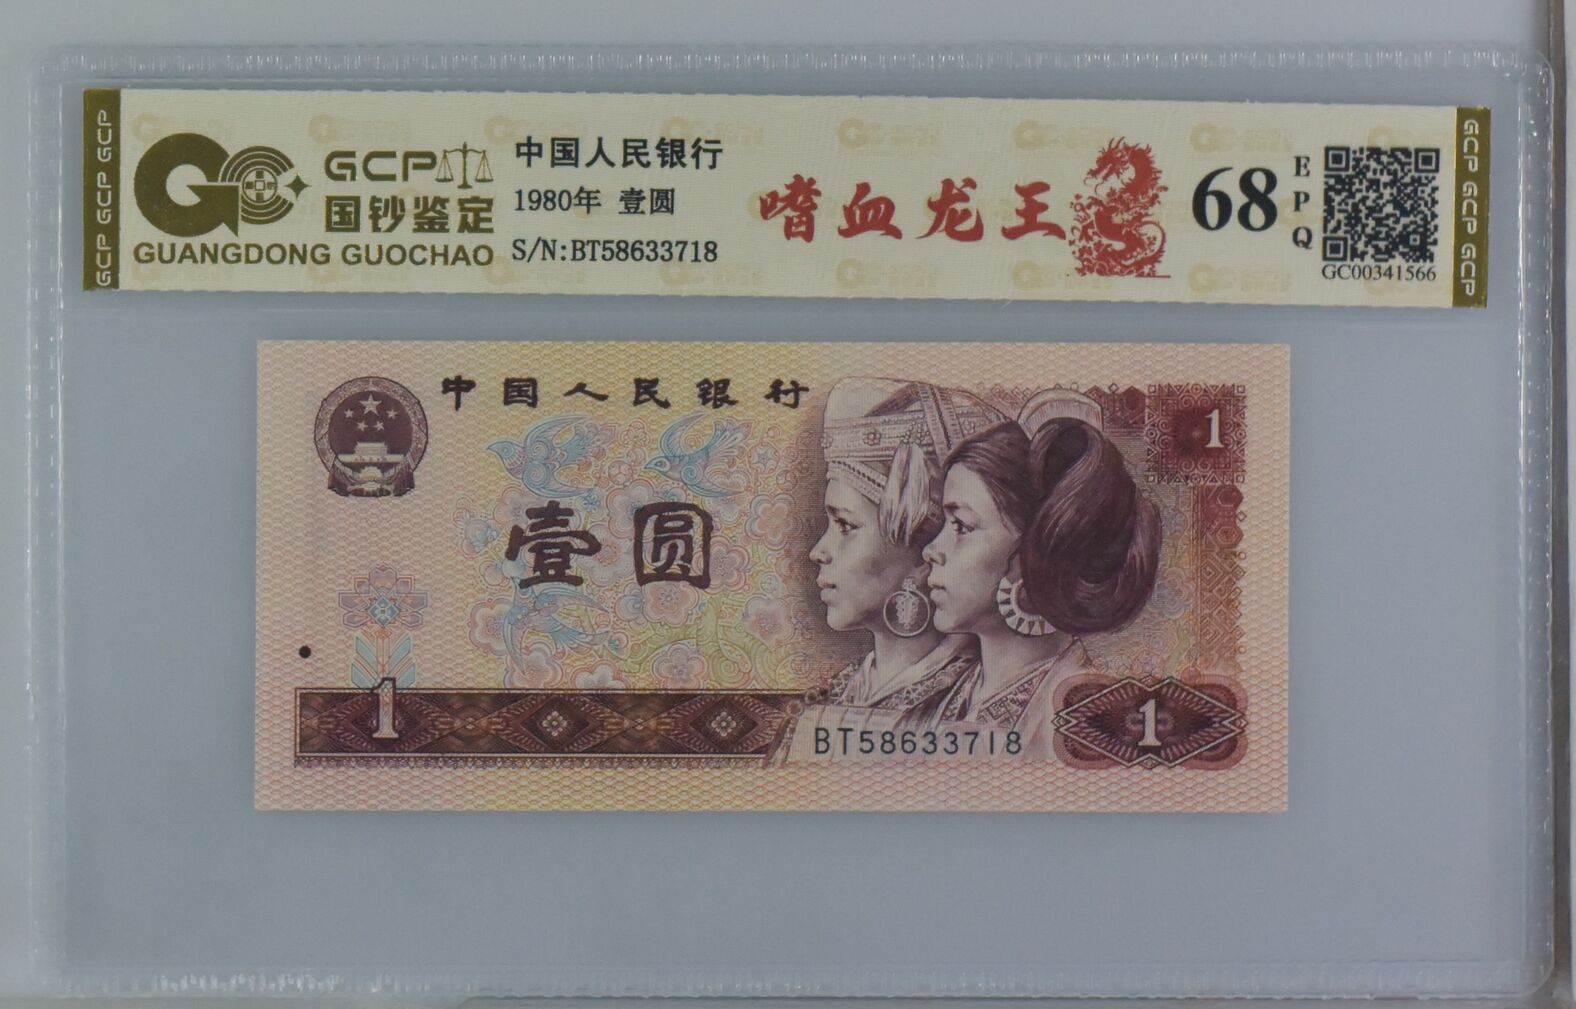 GCP GCP GCP
GCP
国钞鉴定
GUANGDONG GUOCHAO
中国人民银行
1980年 壹圆
S/N:BT58633718
嗜血龙王
68
EPQ
GC00341566
GCP GCP GCP
中国人民银行
1
壹圆
1
BT58633718
1